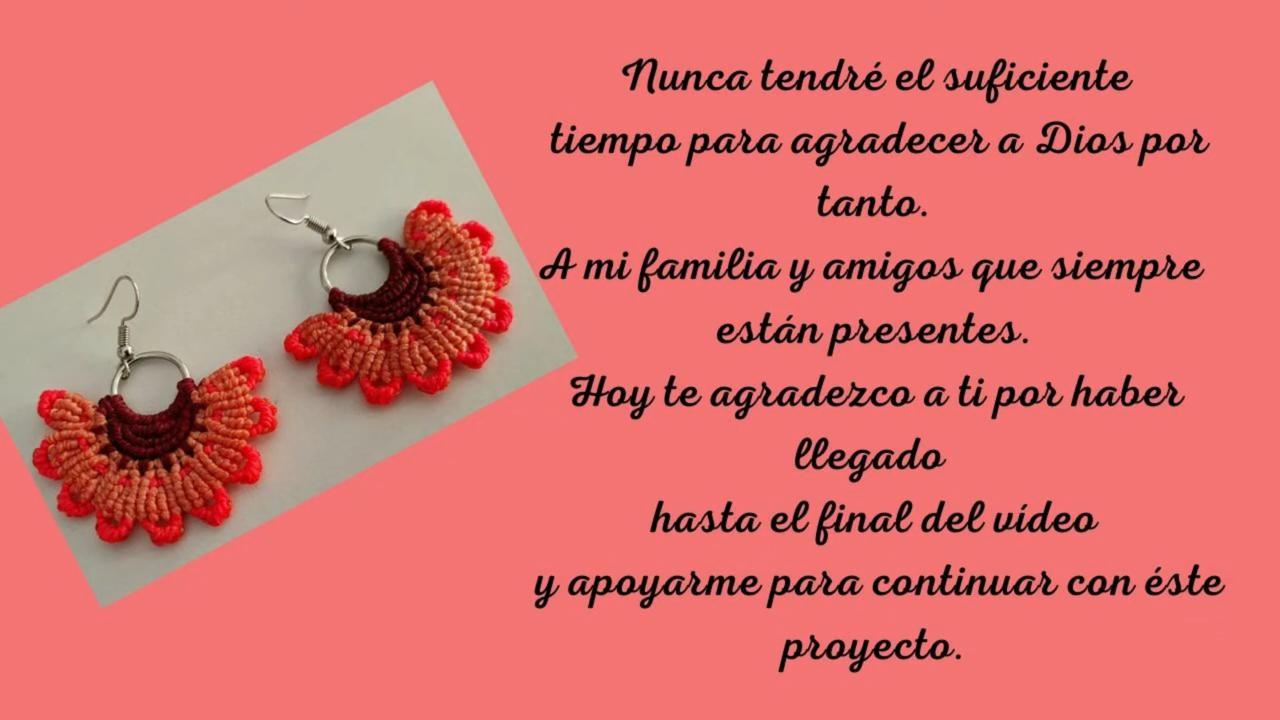 Nunca tendré el suficiente
tiempo para agradecer a Dios por
tanto.
A mi familia y amigos que siempre
están presentes.
Hoy te agradezco a ti por haber
llegado
hasta el final del vídeo
y apoyarme para continuar con éste
proyecto.